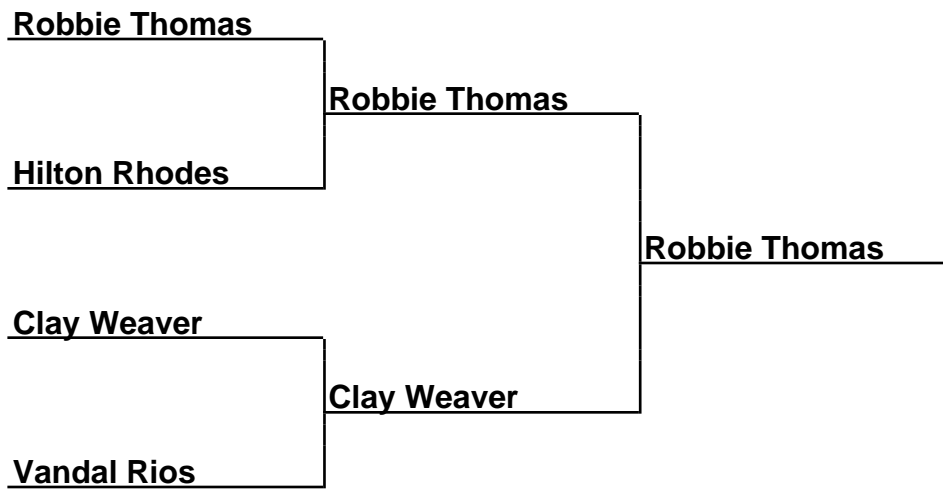 Robbie Thomas
Robbie Thomas
Hilton Rhodes
Robbie Thomas
Clay Weaver
Clay Weaver
Vandal Rios